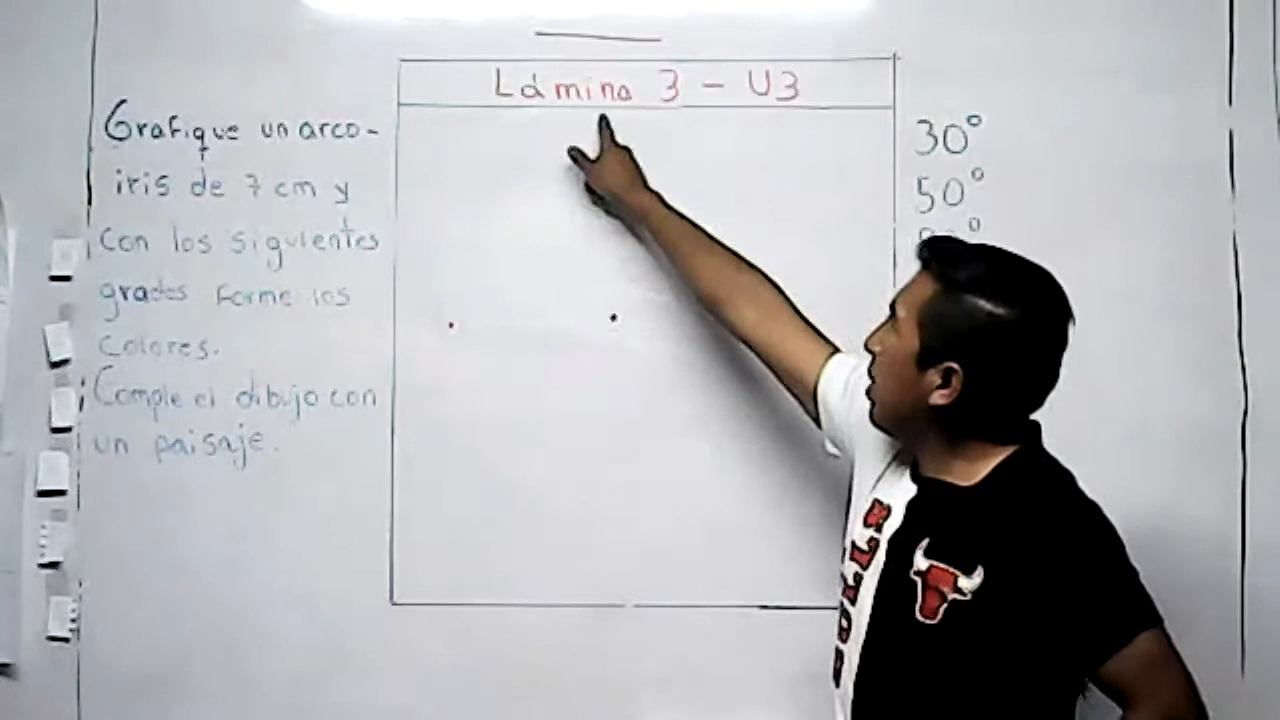 Lámina 3 - U3
Grafique un arco-
iris de 7 cm y
con los siguientes
grados forme los
colores.
Comple el dibujo con
un paisaje.
30°
50°
BULLS